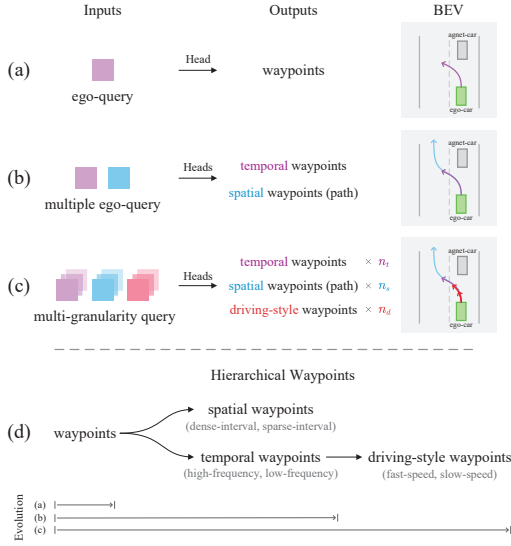 Inputs Outputs BEV
(a) ego-query Head waypoints agnet-car ego-car
(b) multiple ego-query Heads temporal waypoints
spatial waypoints (path) agnet-car ego-car
(c) multi-granularity query Heads temporal waypoints × n_t
spatial waypoints (path) × n_s
driving-style waypoints × n_d agnet-car ego-car
Hierarchical Waypoints
(d) waypoints
spatial waypoints
(dense-interval, sparse-interval)
temporal waypoints driving-style waypoints
(high-frequency, low-frequency) (fast-speed, slow-speed)
Evolution
(a)
(b)
(c)